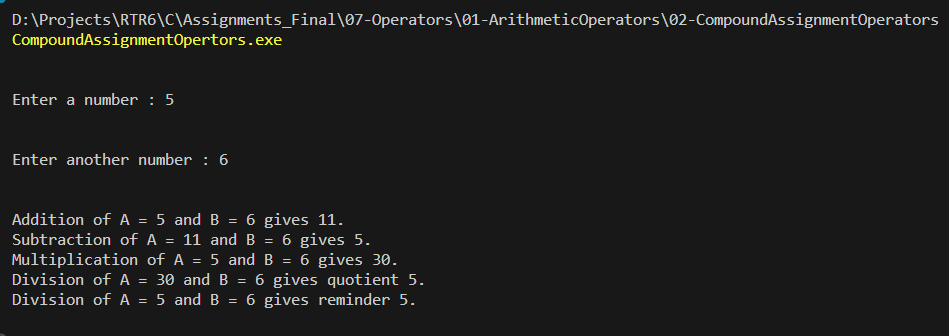 D:\Projects\RTR6\C\Assignments_Final\07-Operators\01-ArithmeticOperators\02-CompoundAssignmentOperators
CompoundAssignmentOpertors.exe
Enter a number : 5
Enter another number : 6
Addition of A = 5 and B = 6 gives 11.
Subtraction of A = 11 and B = 6 gives 5.
Multiplication of A = 5 and B = 6 gives 30.
Division of A = 30 and B = 6 gives quotient 5.
Division of A = 5 and B = 6 gives reminder 5.